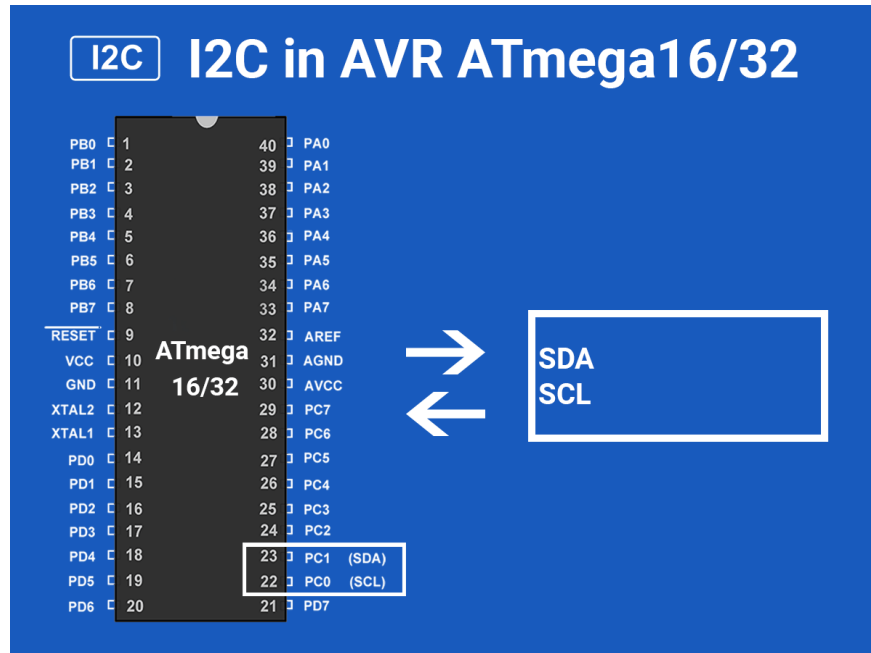 I2C I2C in AVR ATmega16/32
PB0 1 40 PA0
PB1 2 39 PA1
PB2 3 38 PA2
PB3 4 37 PA3
PB4 5 36 PA4
PB5 6 35 PA5
PB6 7 34 PA6
PB7 8 33 PA7
RESET 9 32 AREF
VCC 10 ATmega 31 AGND
GND 11 16/32 30 AVCC
XTAL2 12 29 PC7
XTAL1 13 28 PC6
PD0 14 27 PC5
PD1 15 26 PC4
PD2 16 25 PC3
PD3 17 24 PC2
PD4 18 23 PC1 (SDA)
PD5 19 22 PC0 (SCL)
PD6 20 21 PD7
SDA
SCL